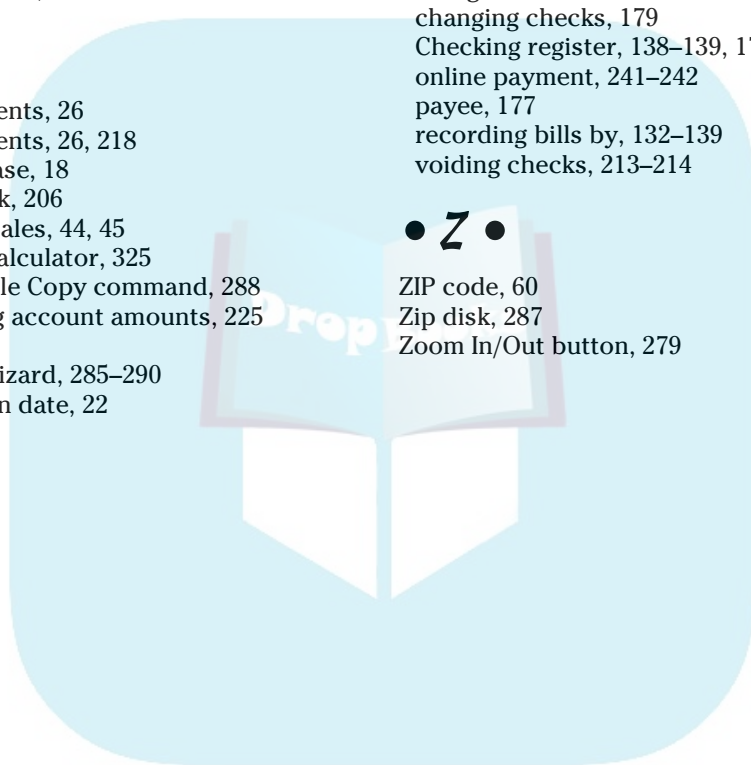 ents, 26
ents, 26, 218
ase, 18
k, 206
ales, 44, 45
alculator, 325
le Copy command, 288
g account amounts, 225
izard, 285–290
n date, 22
changing checks, 179
Checking register, 138–139, 17
online payment, 241–242
payee, 177
recording bills by, 132–139
voiding checks, 213–214
• Z •
ZIP code, 60
Zip disk, 287
Zoom In/Out button, 279
Drop